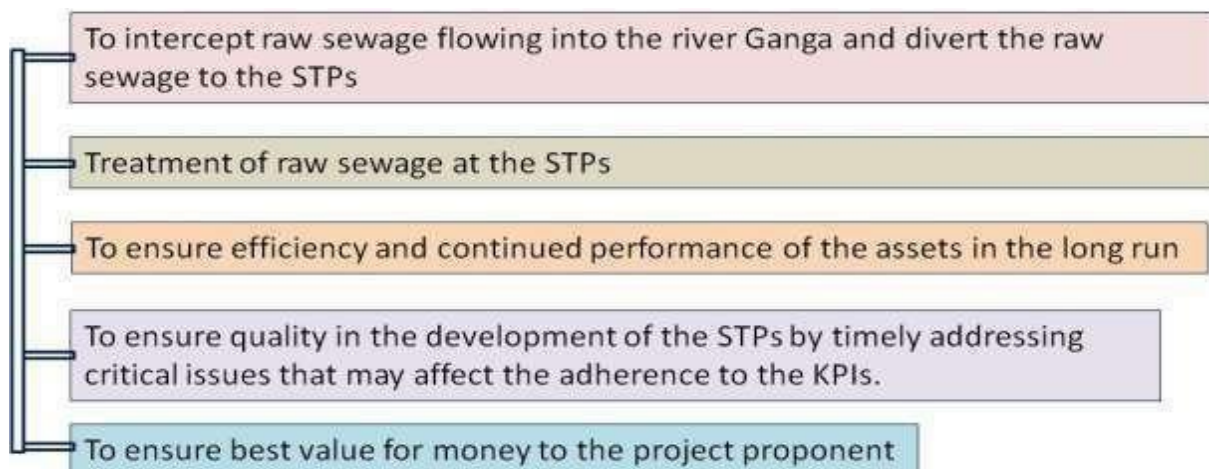 To intercept raw sewage flowing into the river Ganga and divert the raw
sewage to the STPs
Treatment of raw sewage at the STPs
To ensure efficiency and continued performance of the assets in the long run
To ensure quality in the development of the STPs by timely addressing
critical issues that may affect the adherence to the KPIs.
To ensure best value for money to the project proponent